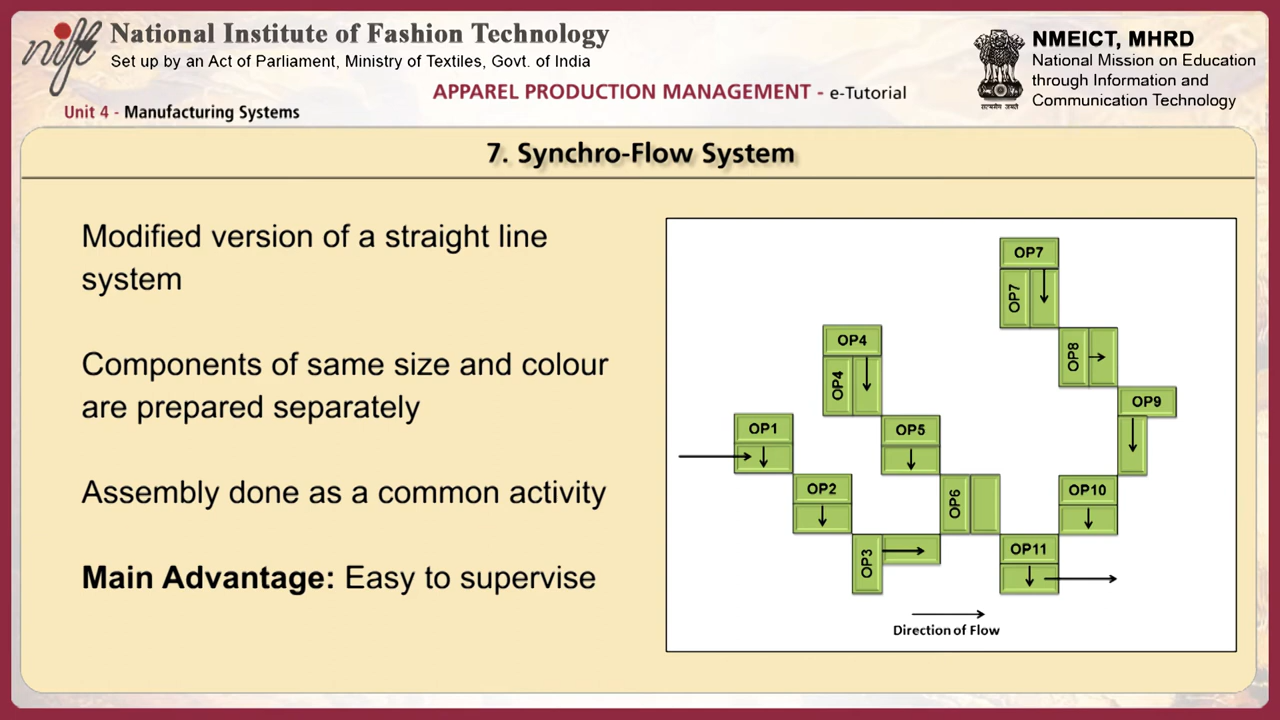 nift
National Institute of Fashion Technology
Set up by an Act of Parliament, Ministry of Textiles, Govt. of India
NMEICT, MHRD
National Mission on Education
through Information and
Communication Technology
सत्यमेव जयते
APPAREL PRODUCTION MANAGEMENT - e-Tutorial
Unit 4 - Manufacturing Systems
7. Synchro-Flow System
Modified version of a straight line
system
Components of same size and colour
are prepared separately
Assembly done as a common activity
Main Advantage: Easy to supervise
OP7
OP7
OP4
OP8
OP4
OP9
OP1
OP5
OP2
OP6
OP10
OP3
OP11
Direction of Flow